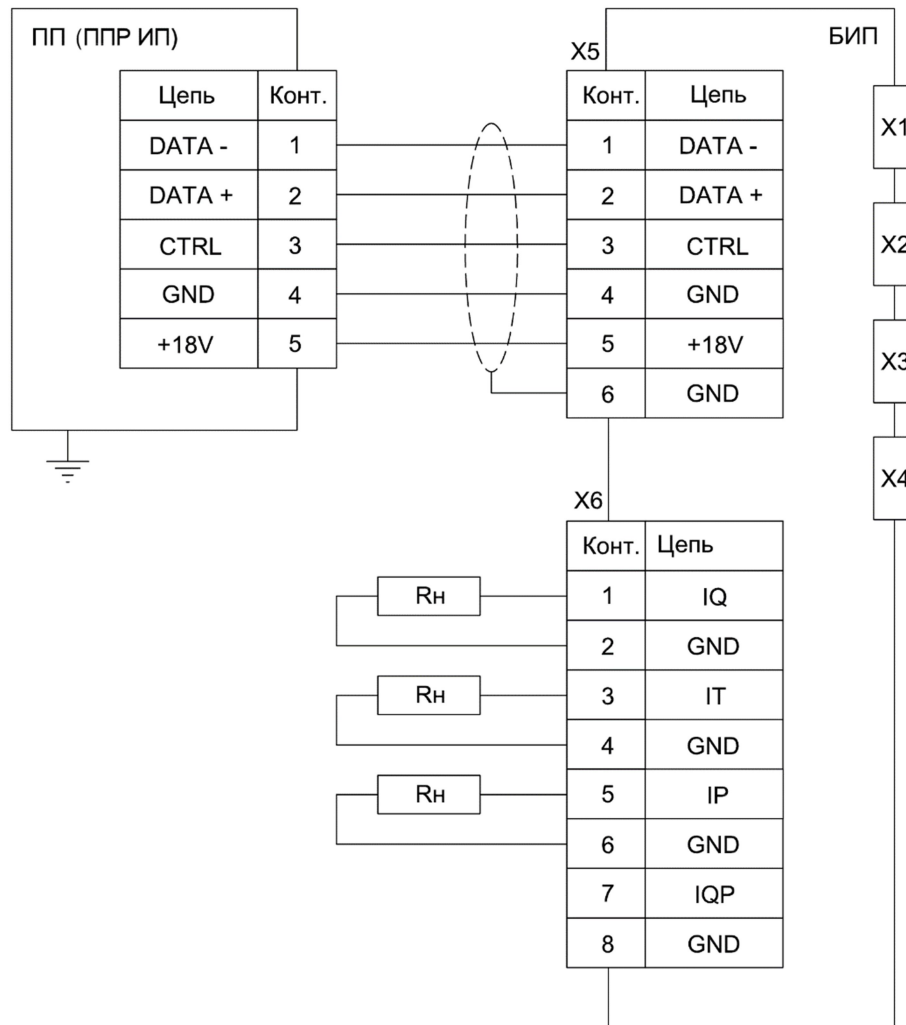 ПП (ППР ИП)
Цепь Конт.
DATA - 1
DATA + 2
CTRL 3
GND 4
+18V 5
БИП
X5
Конт. Цепь
1 DATA -
2 DATA +
3 CTRL
4 GND
5 +18V
6 GND
X1
X2
X3
X4
X6
Конт. Цепь
Rн 1 IQ
2 GND
Rн 3 IT
4 GND
Rн 5 IP
6 GND
7 IQP
8 GND